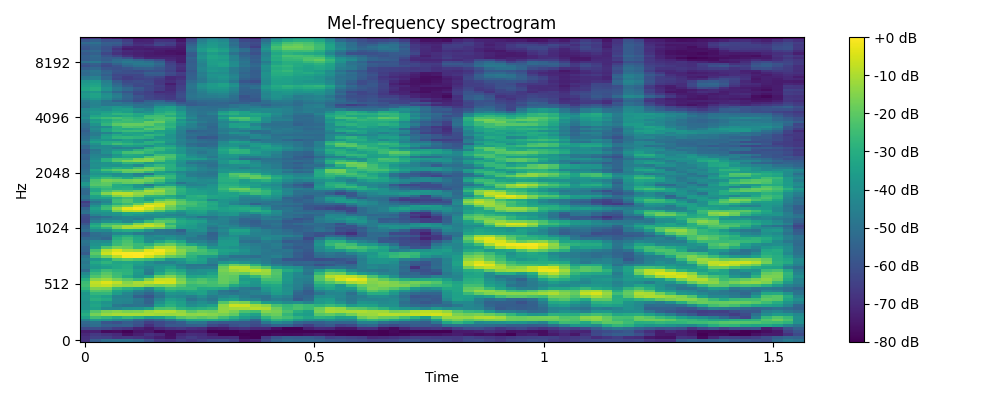 Mel-frequency spectrogram
8192
4096
2048
1024
512
0
Hz
0
0.5
1
1.5
Time
+0 dB
-10 dB
-20 dB
-30 dB
-40 dB
-50 dB
-60 dB
-70 dB
-80 dB